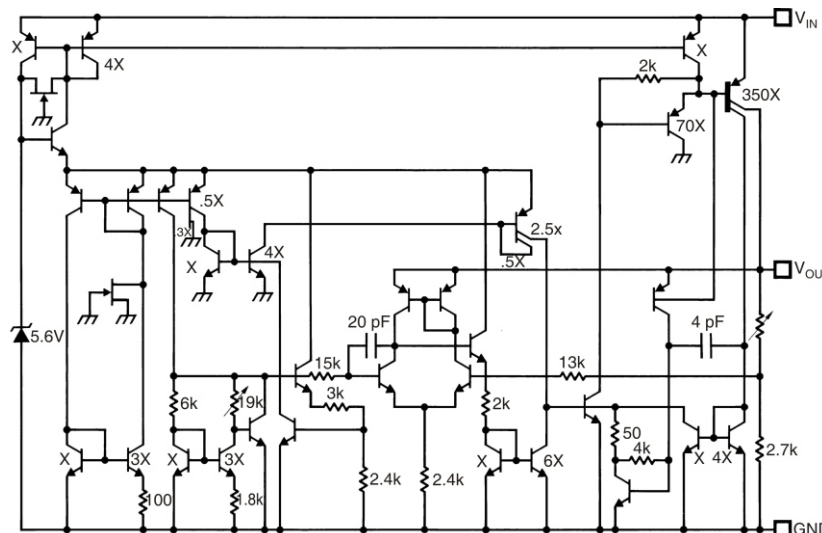 V_IN
X
4X
X
2k
350X
70X
.5X
.3X
X
4X
2.5x
.5X
V_OU
20 pF
4 pF
5.6V
15k
13k
6k
19k
3k
2k
50
4k
X
3X
X
3X
X
6X
X
4X
2.7k
100
1.8k
2.4k
2.4k
GND